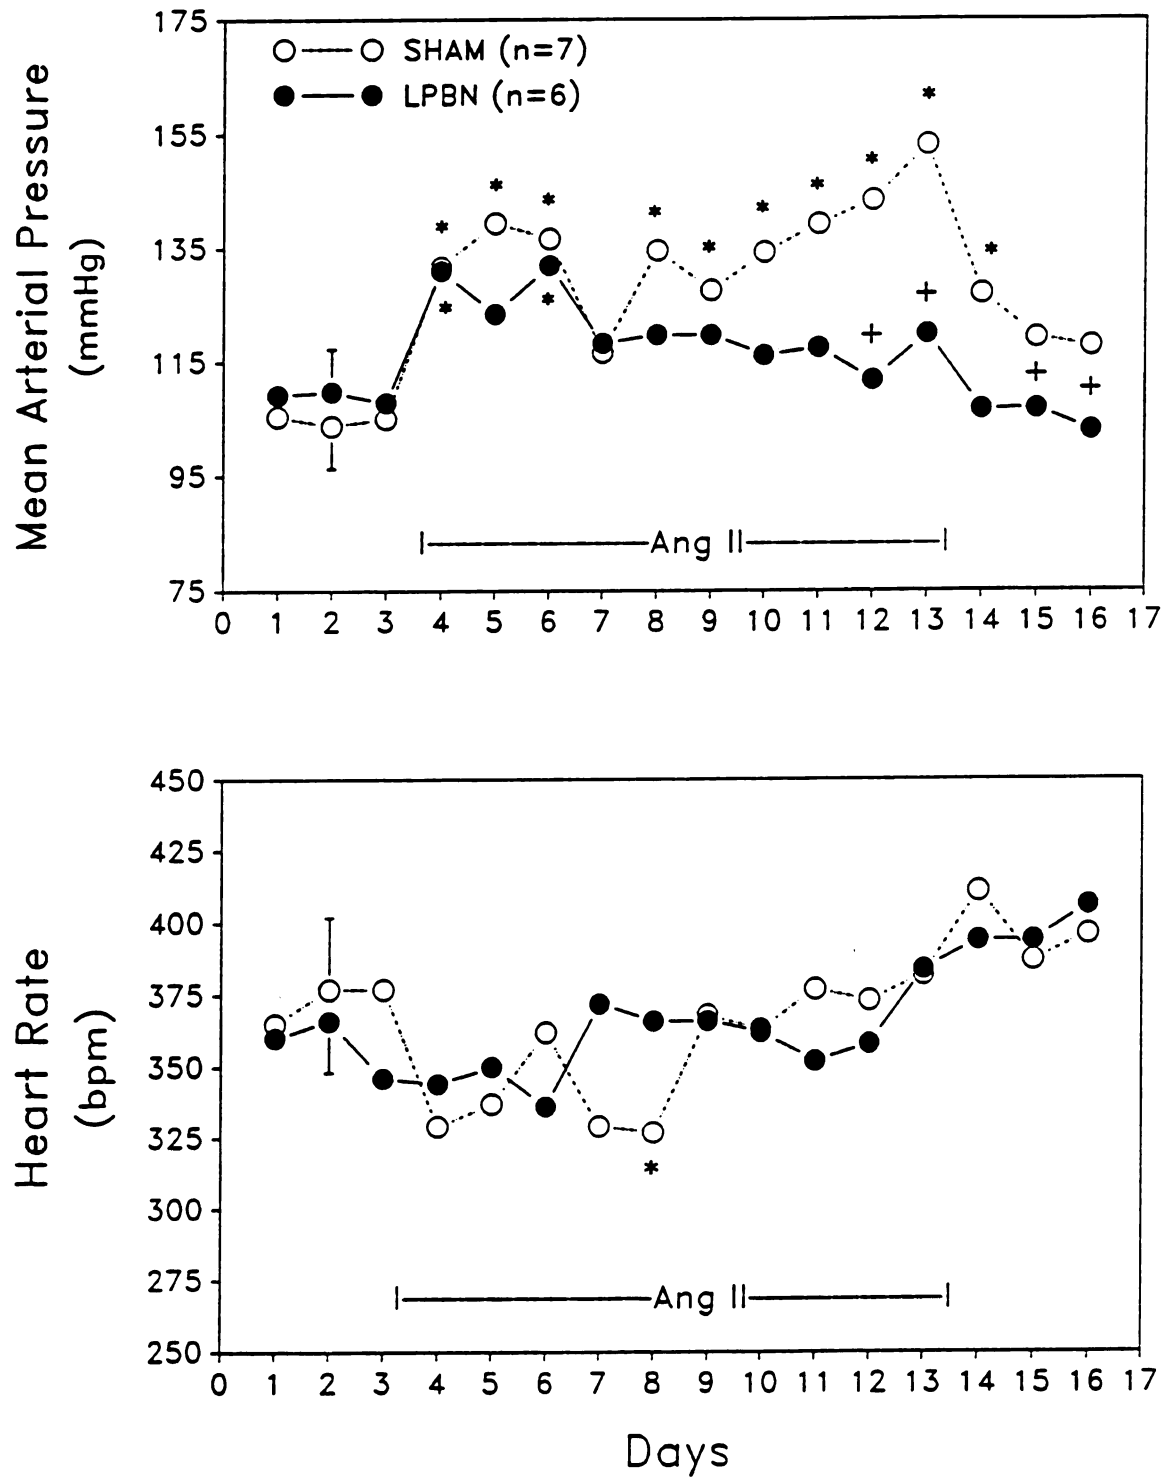 175
155
135
115
95
75
Mean Arterial Pressure
(mmHg)
SHAM (n=7)
LPBN (n=6)
* * * * * * * * * * *
* *
+ + + +
Ang II
0 1 2 3 4 5 6 7 8 9 10 11 12 13 14 15 16 17
450
425
400
375
350
325
300
275
250
Heart Rate
(bpm)
*
Ang II
0 1 2 3 4 5 6 7 8 9 10 11 12 13 14 15 16 17
Days